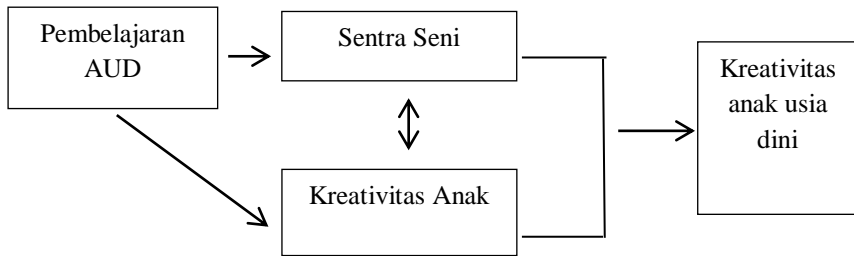 Pembelajaran
AUD
Sentra Seni
Kreativitas Anak
Kreativitas
anak usia
dini